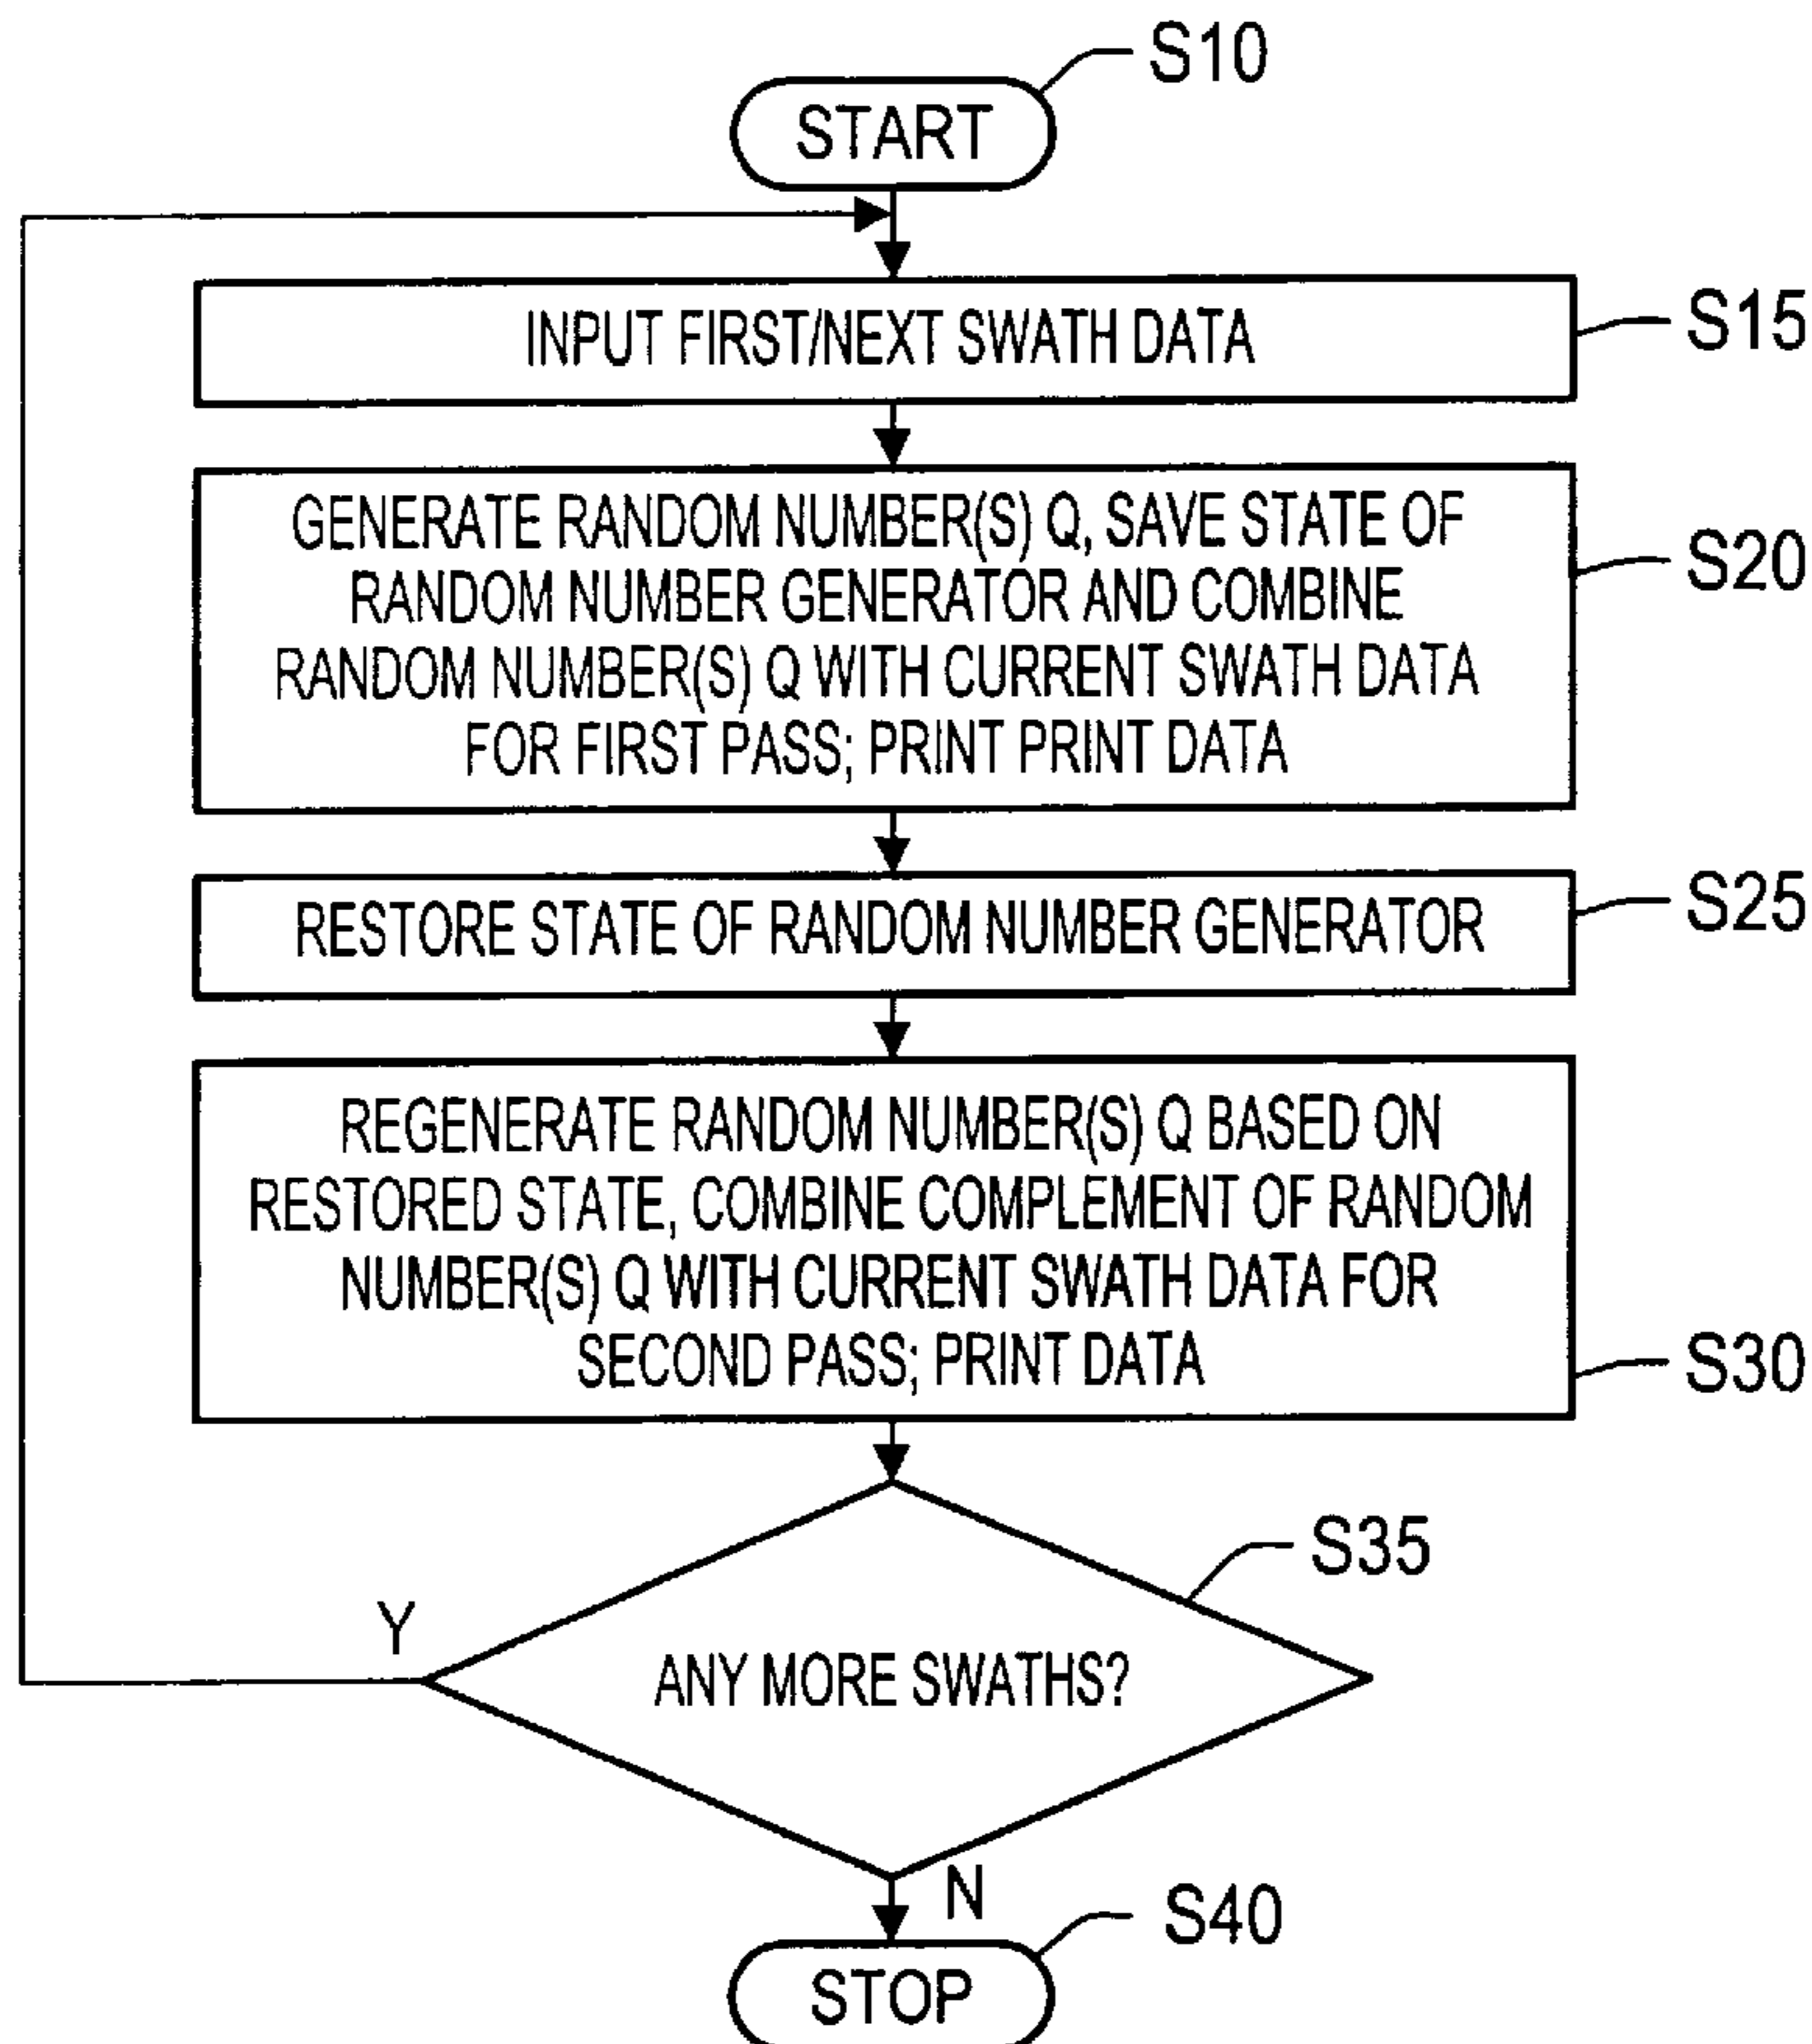 S10
START
INPUT FIRST/NEXT SWATH DATA
S15
GENERATE RANDOM NUMBER(S) Q, SAVE STATE OF
RANDOM NUMBER GENERATOR AND COMBINE
RANDOM NUMBER(S) Q WITH CURRENT SWATH DATA
FOR FIRST PASS; PRINT PRINT DATA
S20
RESTORE STATE OF RANDOM NUMBER GENERATOR
S25
REGENERATE RANDOM NUMBER(S) Q BASED ON
RESTORED STATE, COMBINE COMPLEMENT OF RANDOM
NUMBER(S) Q WITH CURRENT SWATH DATA FOR
SECOND PASS; PRINT DATA
S30
S35
Y
ANY MORE SWATHS?
N
S40
STOP